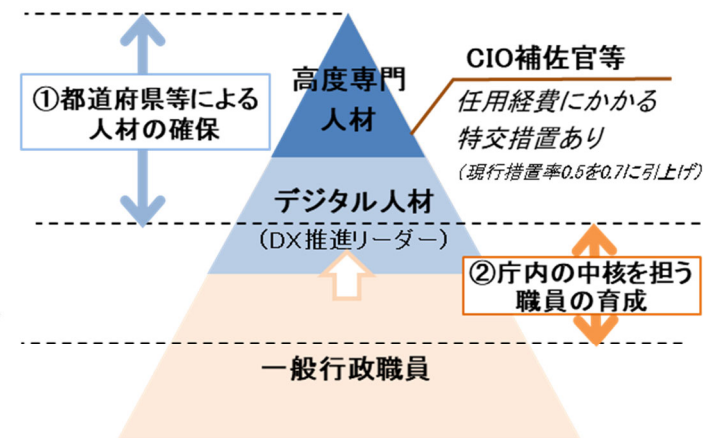 高度専門
人材
①都道府県等による
人材の確保
CIO補佐官等
任用経費にかかる
特交措置あり
（現行措置率0.5を0.7に引上げ）
デジタル人材
（DX推進リーダー）
②庁内の中核を担う
職員の育成
一般行政職員